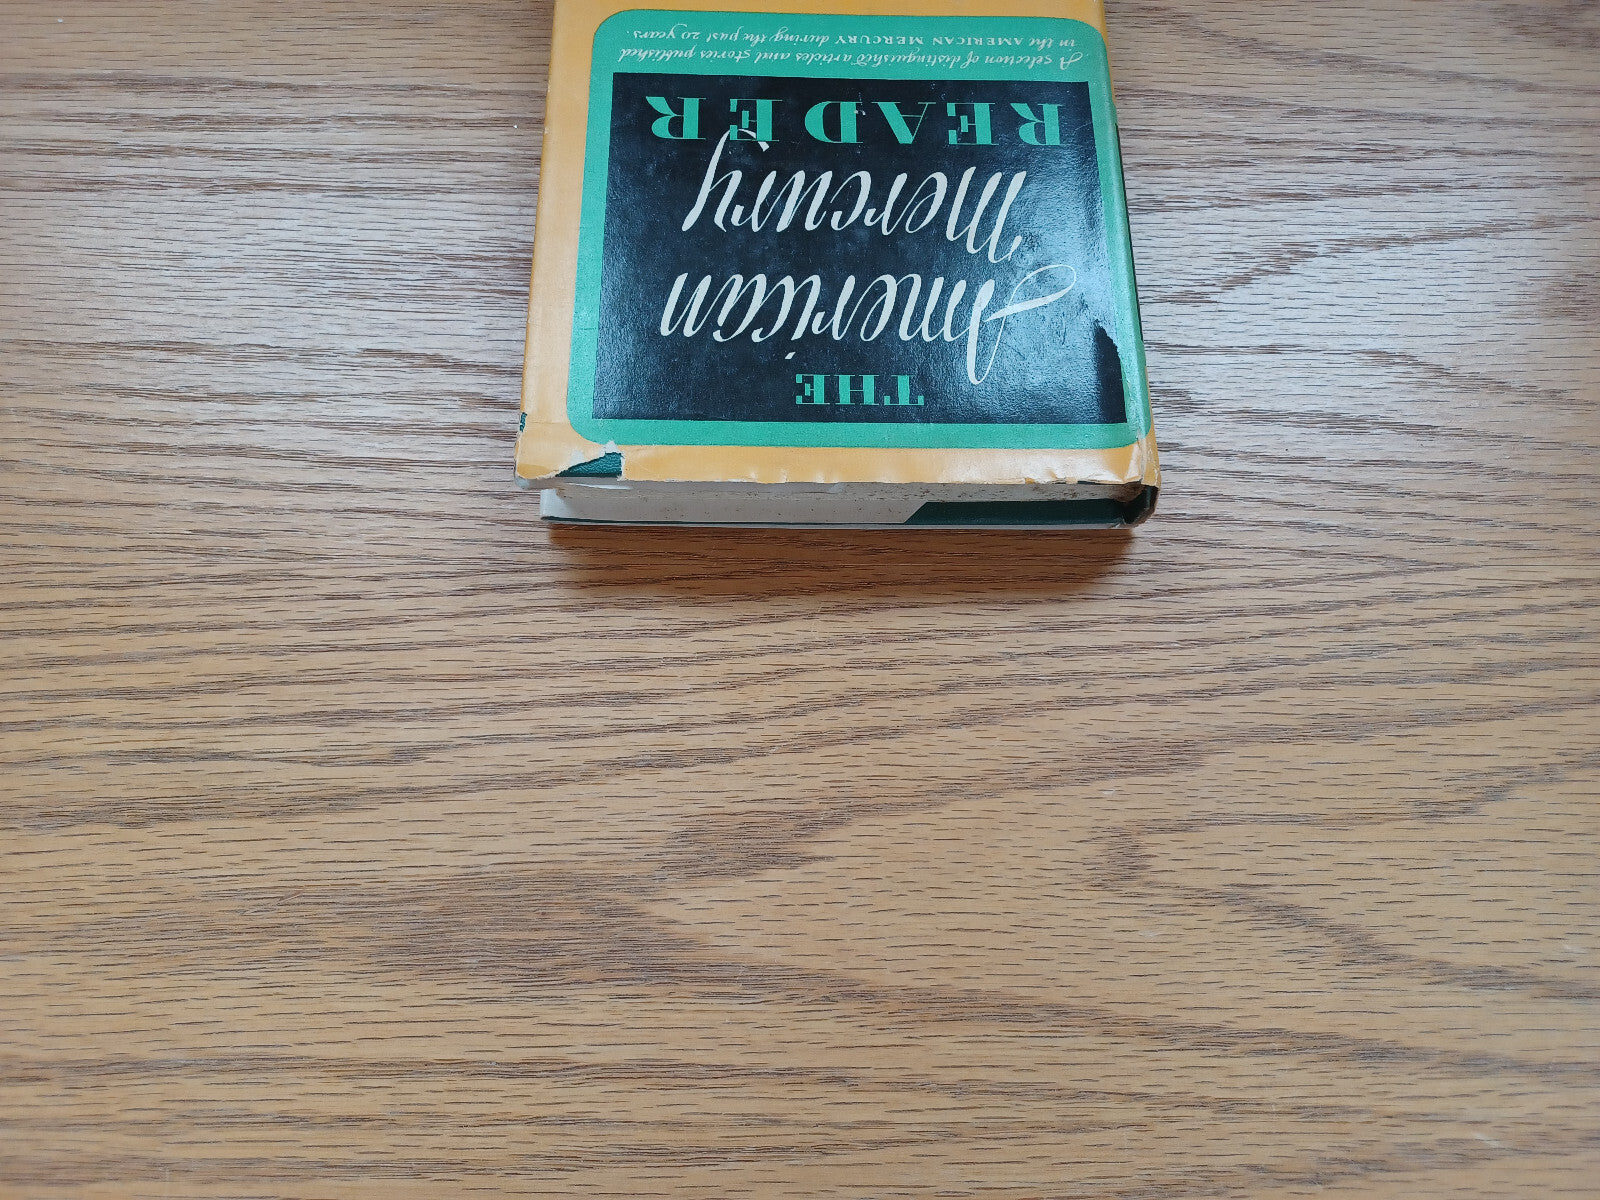 THE
American
Mercury
READER
A selection of distinguished articles and stories published
in the AMERICAN MERCURY during the past 20 years.